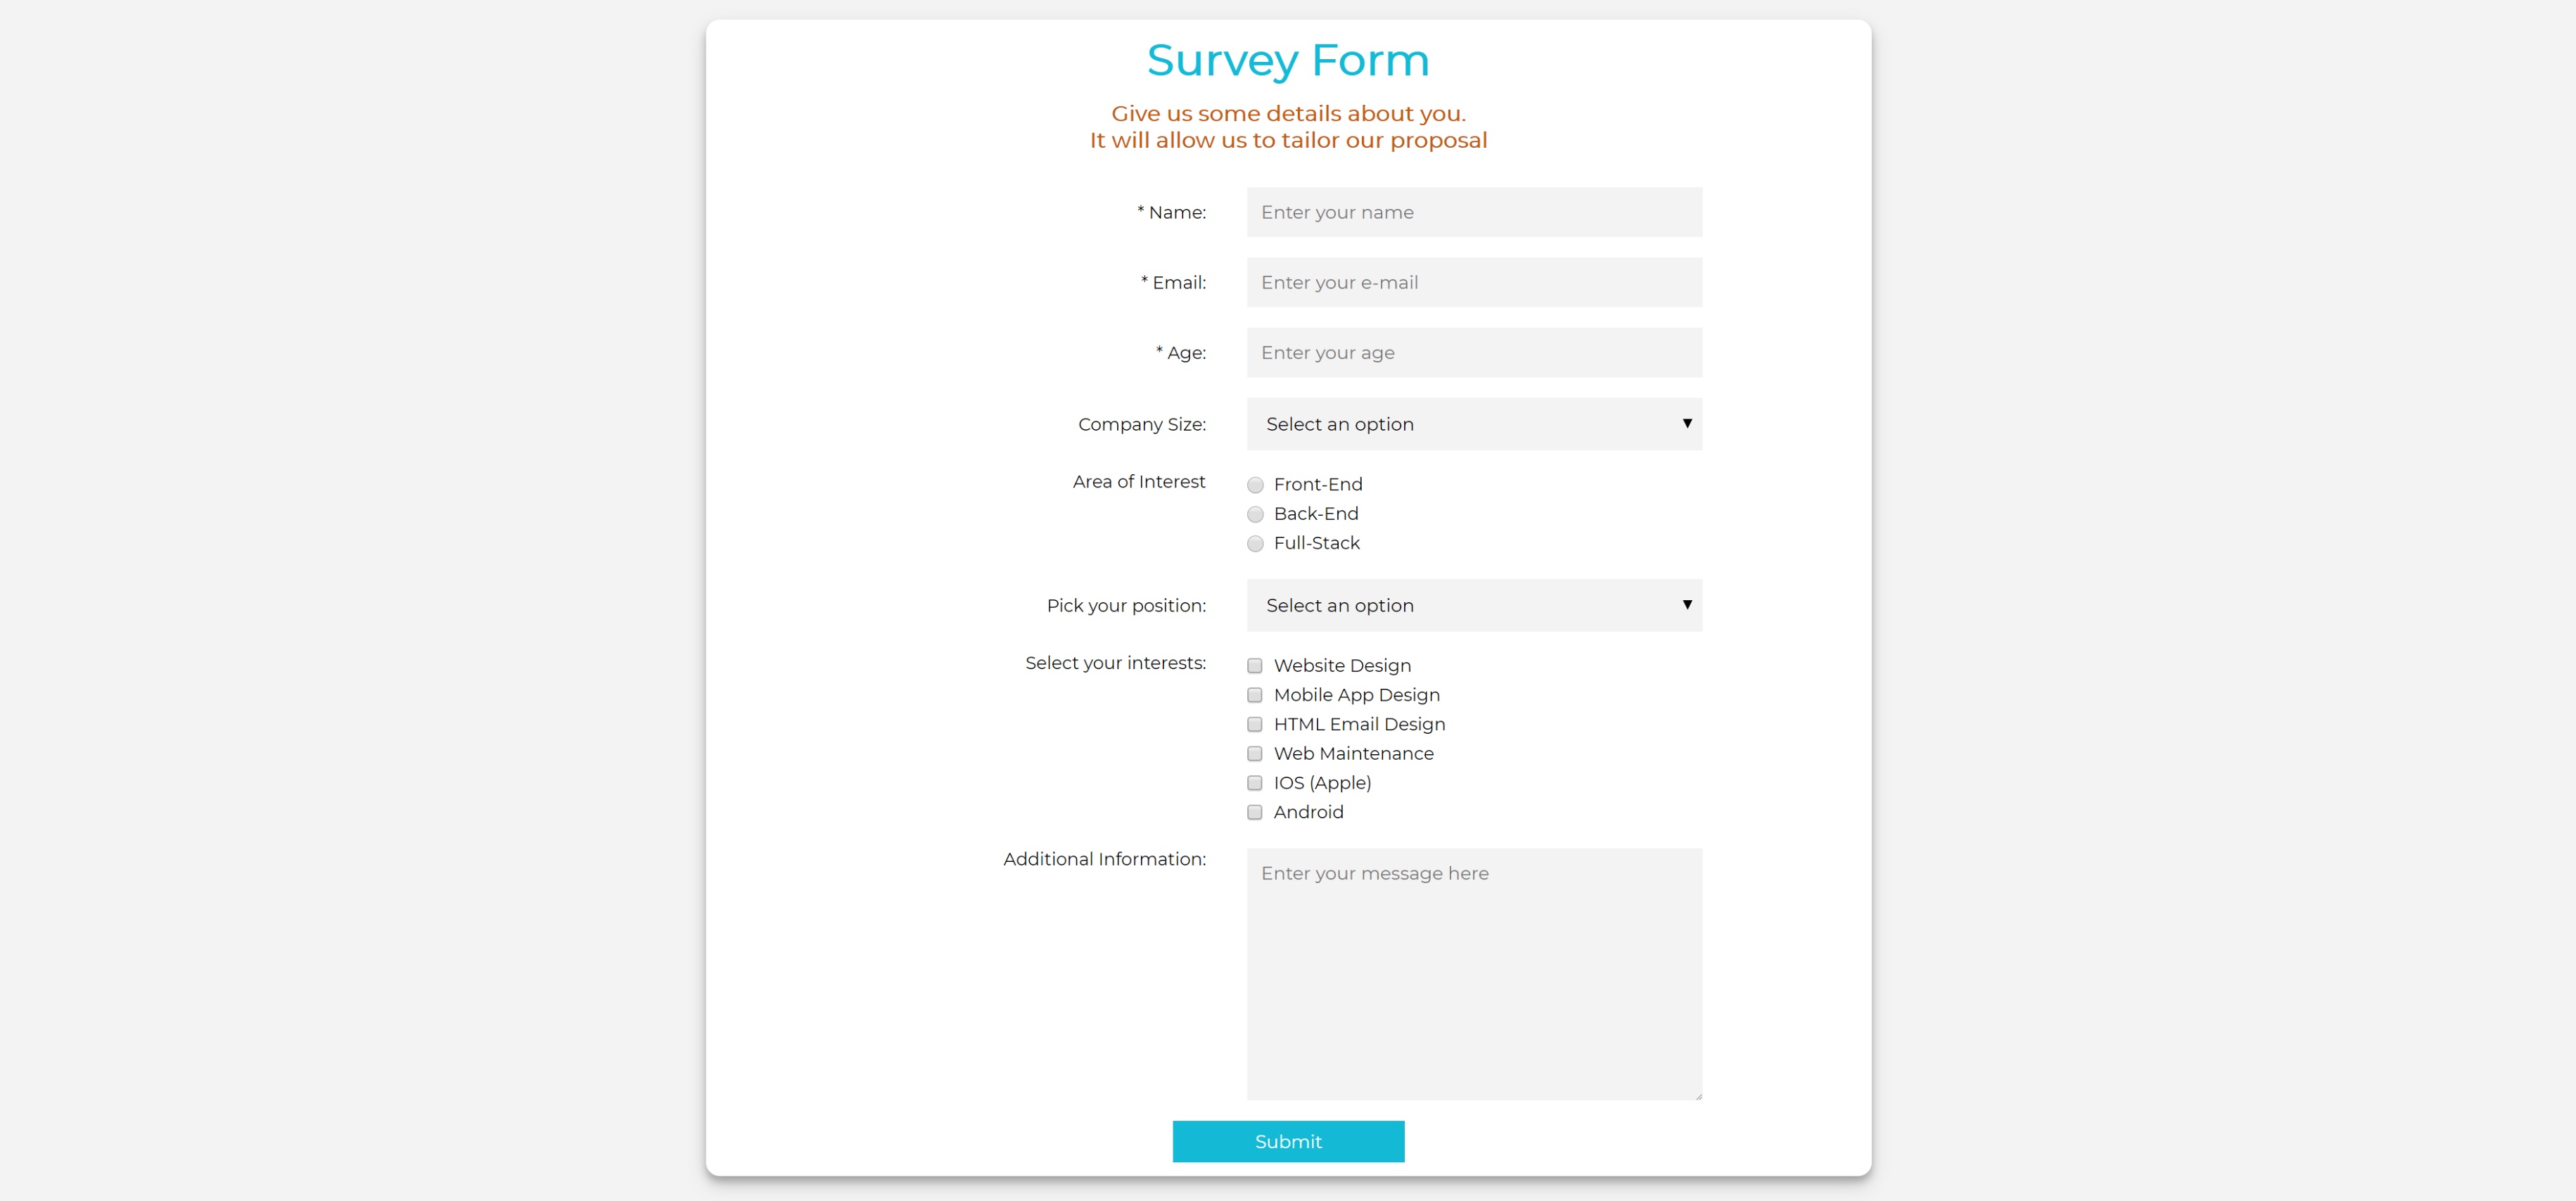 Survey Form
Give us some details about you.
It will allow us to tailor our proposal
* Name: Enter your name
* Email: Enter your e-mail
* Age: Enter your age
Company Size: Select an option
Area of Interest Front-End
Back-End
Full-Stack
Pick your position: Select an option
Select your interests: Website Design
Mobile App Design
HTML Email Design
Web Maintenance
IOS (Apple)
Android
Additional Information: Enter your message here
Submit